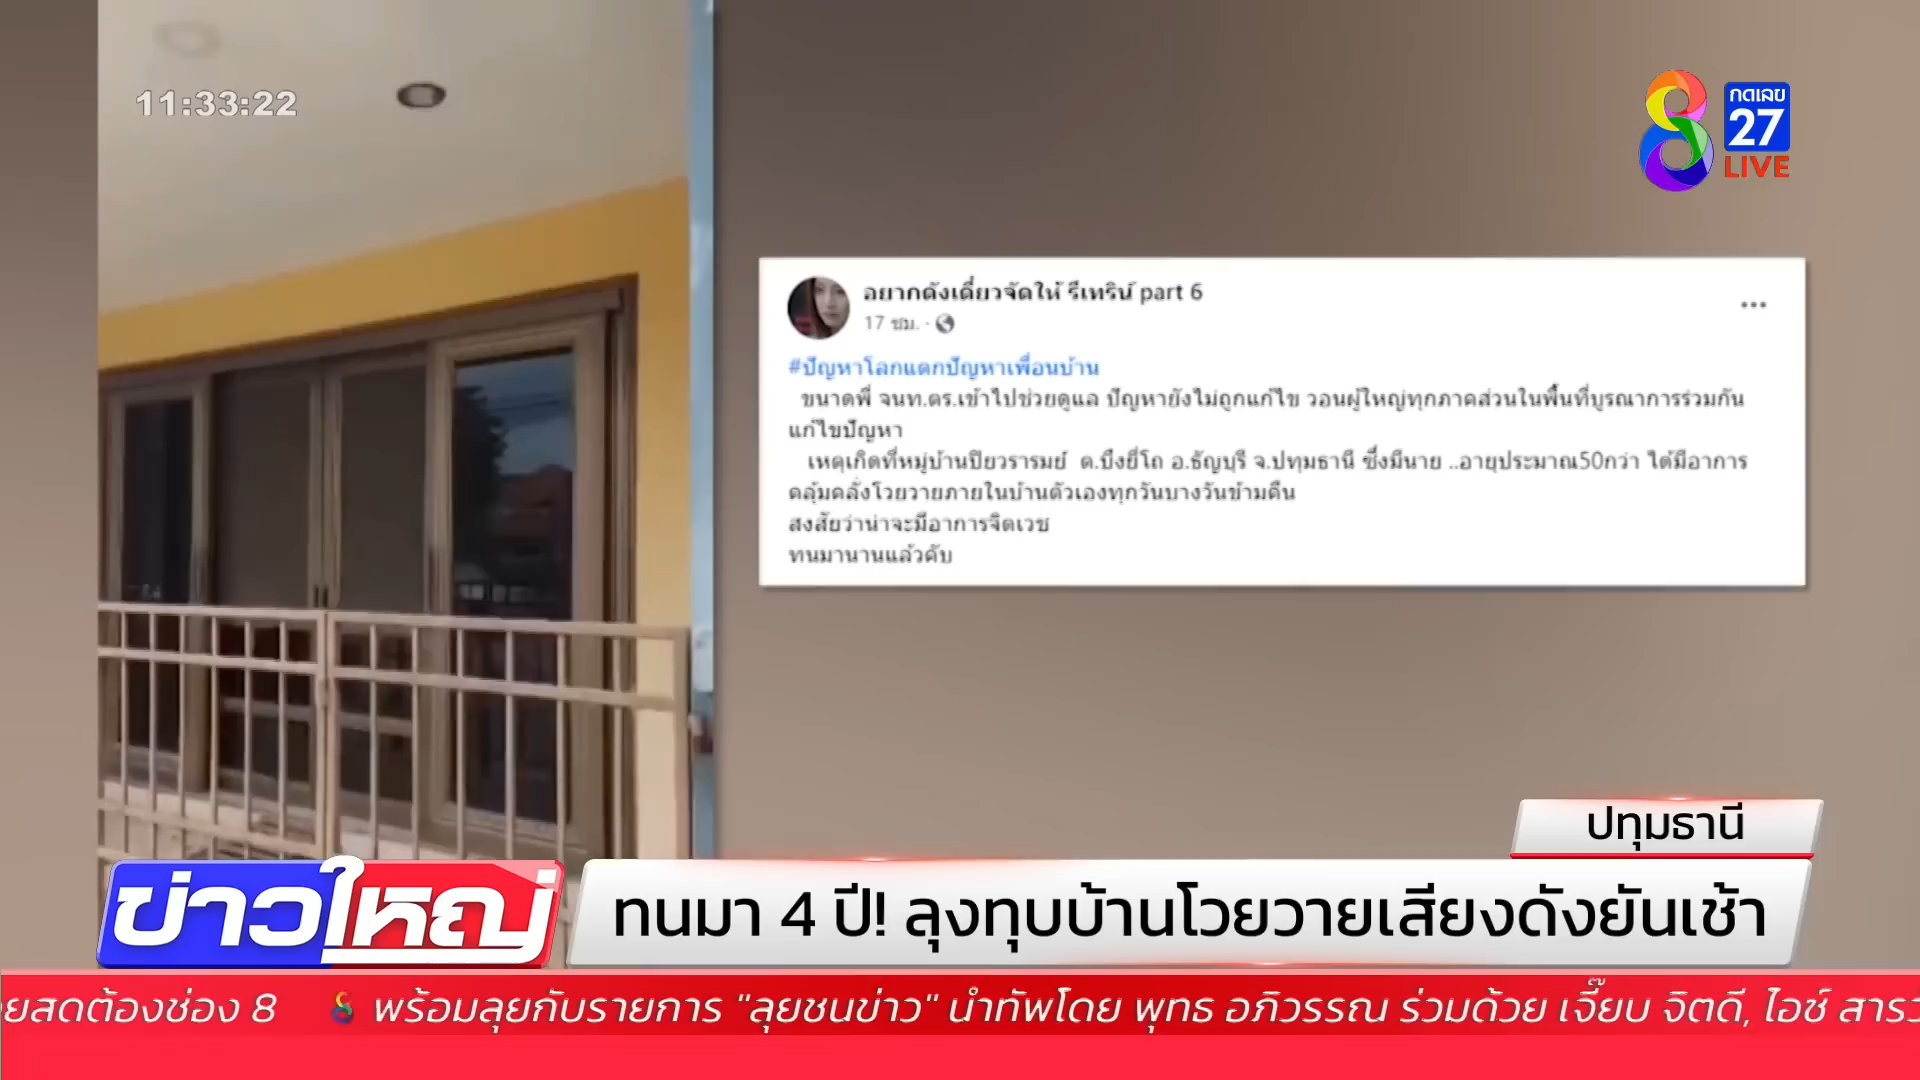 11:33:22
กดเลข
27
LIVE
อยากดังเดี๋ยวจัดให้ รีเทริน์ part 6
17 ชม.
#ปัญหาโลกแตกปัญหาเพื่อนบ้าน
ขนาดพี่ จนท.ตร.เข้าไปช่วยดูแล ปัญหายังไม่ถูกแก้ไข วอนผู้ใหญ่ทุกภาคส่วนในพื้นที่บูรณาการร่วมกัน
แก้ไขปัญหา
เหตุเกิดที่หมู่บ้านปิยวรารมย์ ต.บึงยี่โถ อ.ธัญบุรี จ.ปทุมธานี ซึ่งมีนาย ..อายุประมาณ50กว่า ได้มีอาการ
คลุ้มคลั่งโวยวายภายในบ้านตัวเองทุกวันบางวันข้ามคืน
สงสัยว่าน่าจะมีอาการจิตเวช
ทนมานานแล้วคับ
ปทุมธานี
ข่าวใหญ่
ทนมา 4 ปี! ลุงทุบบ้านโวยวายเสียงดังยันเช้า
ยสดต้องช่อง 8 พร้อมลุยกับรายการ "ลุยชนข่าว" นำทัพโดย พุทธ อภิวรรณ ร่วมด้วย เจี๊ยบ จิตดี, ไอซ์ สารว